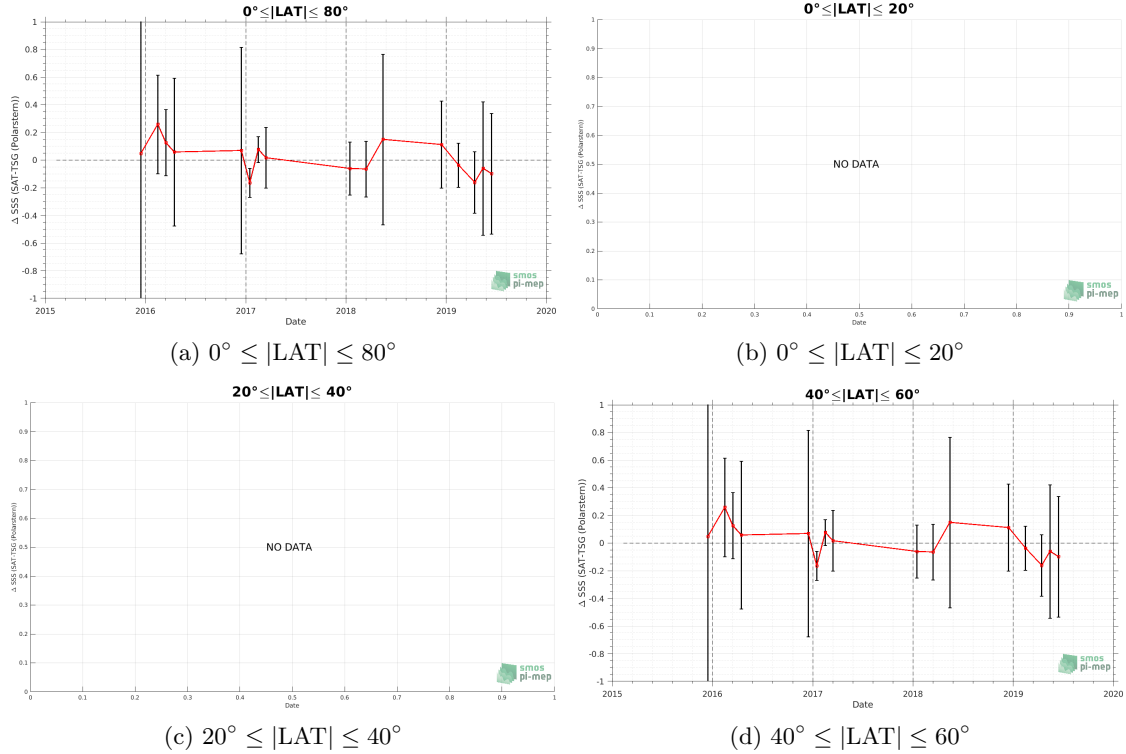 0°≤|LAT|≤ 80°
1
0.8
0.6
0.4
0.2
0
-0.2
-0.4
-0.6
-0.8
-1
Δ SSS (SAT-TSG (Polarstern))
2015 2016 2017 2018 2019 2020
Date
smos
pi-mep
(a) 0° ≤ |LAT| ≤ 80°
0°≤|LAT|≤ 20°
1
0.9
0.8
0.7
0.6
0.5
0.4
0.3
0.2
0.1
0
Δ SSS (SAT-TSG (Polarstern))
NO DATA
0 0.1 0.2 0.3 0.4 0.5 0.6 0.7 0.8 0.9 1
Date
smos
pi-mep
(b) 0° ≤ |LAT| ≤ 20°
20°≤|LAT|≤ 40°
1
0.9
0.8
0.7
0.6
0.5
0.4
0.3
0.2
0.1
0
Δ SSS (SAT-TSG (Polarstern))
NO DATA
0 0.1 0.2 0.3 0.4 0.5 0.6 0.7 0.8 0.9 1
Date
smos
pi-mep
(c) 20° ≤ |LAT| ≤ 40°
40°≤|LAT|≤ 60°
1
0.8
0.6
0.4
0.2
0
-0.2
-0.4
-0.6
-0.8
-1
Δ SSS (SAT-TSG (Polarstern))
2015 2016 2017 2018 2019 2020
Date
smos
pi-mep
(d) 40° ≤ |LAT| ≤ 60°